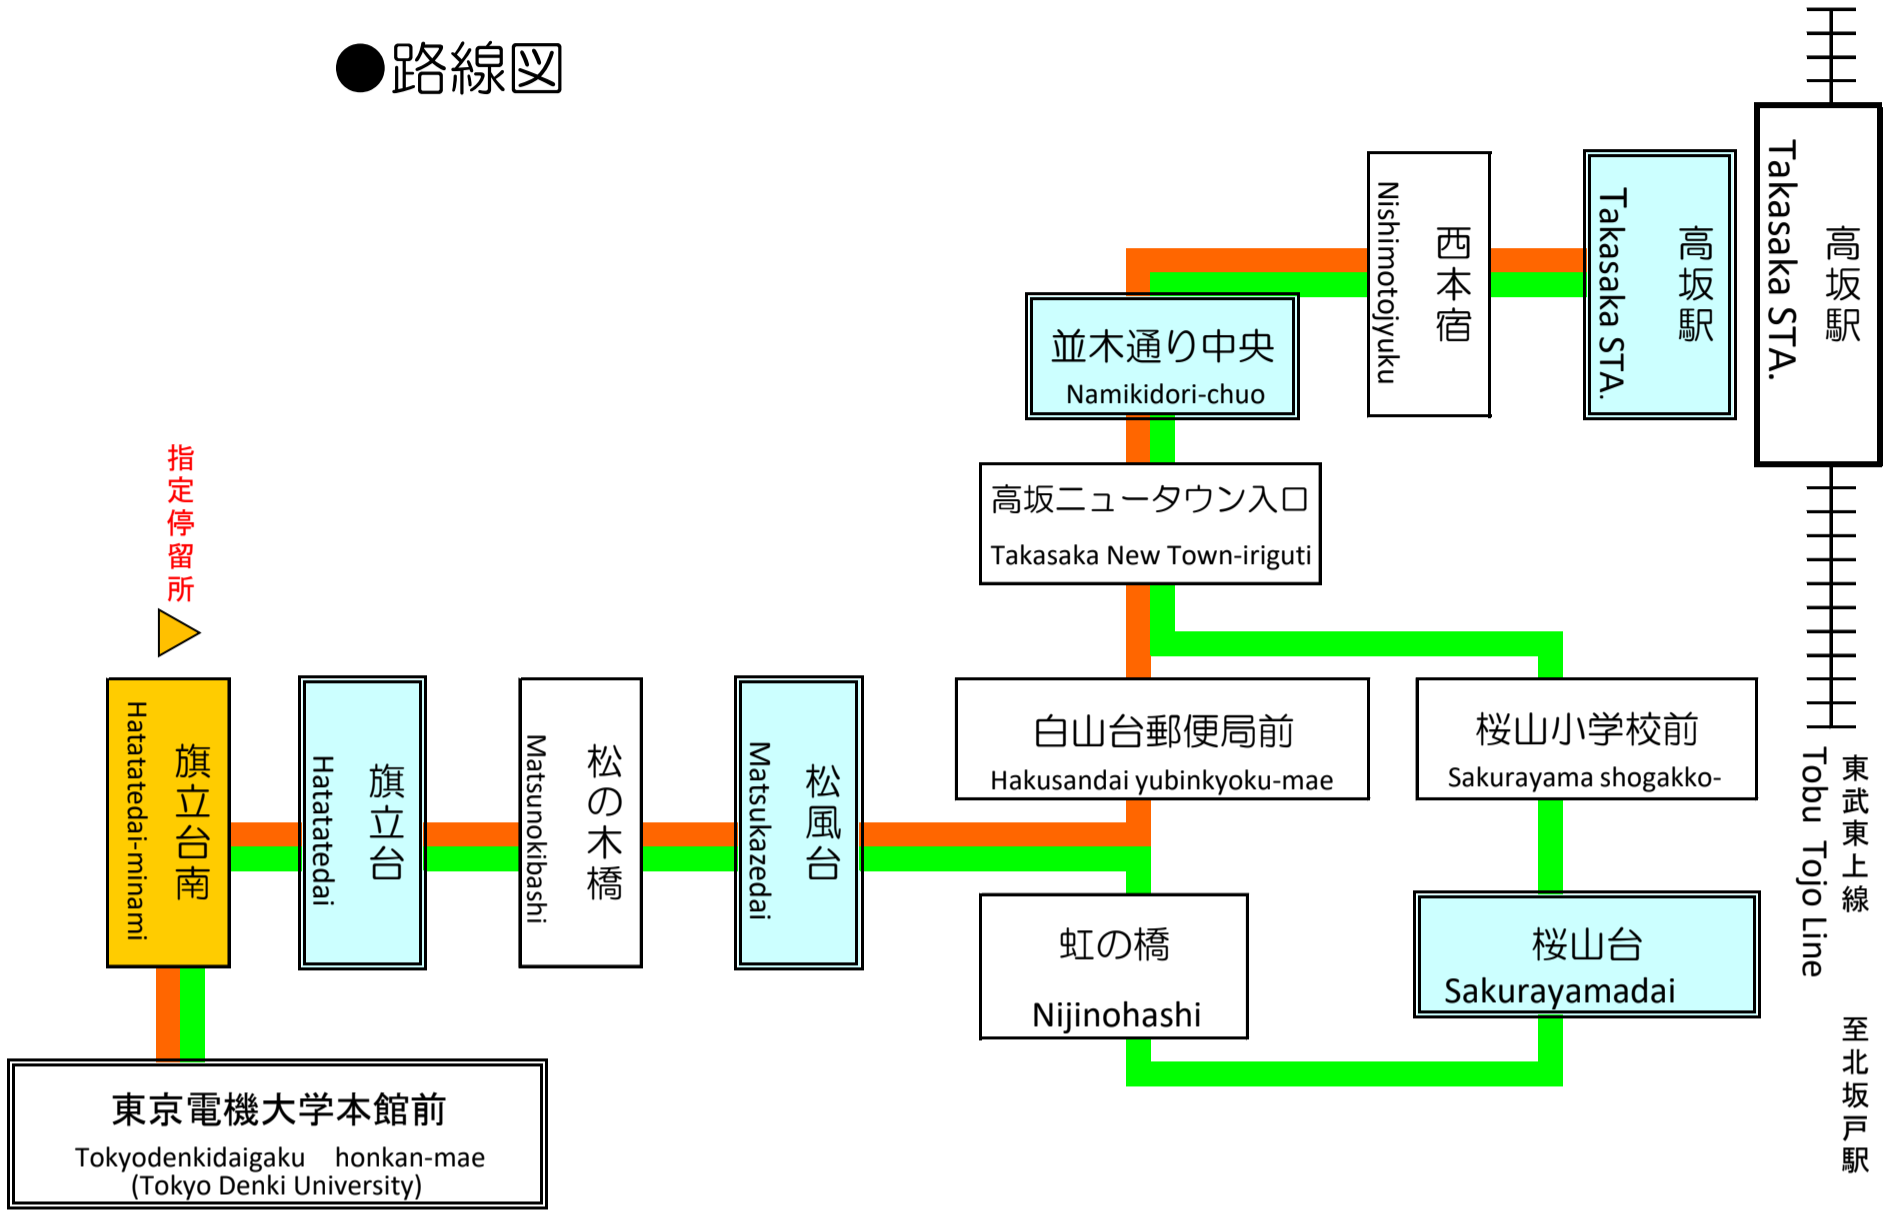 ●路線図
高坂駅
Takasaka STA.
高坂駅
Takasaka STA.
西本宿
Nishimotojyuku
並木通り中央
Namikidori-chuo
高坂ニュータウン入口
Takasaka New Town-iriguti
指定停留所
旗立台南
Hatatatedai-minami
旗立台
Hatatatedai
松の木橋
Matsunokibashi
松風台
Matsukazedai
白山台郵便局前
Hakusandai yubinkyoku-mae
桜山小学校前
Sakurayama shogakko-
虹の橋
Nijinohashi
桜山台
Sakurayamadai
東武東上線
Tobu Tojo Line
至北坂戸駅
東京電機大学本館前
Tokyodenkidaigaku honkan-mae
(Tokyo Denki University)